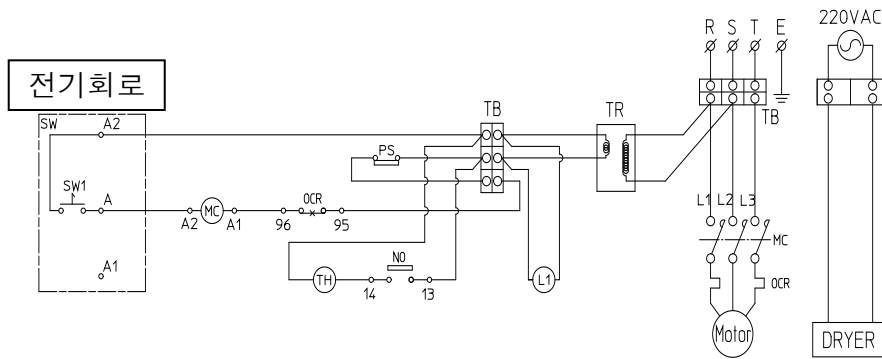 220VAC
R S T E
전기회로
TB
TR
TB
SW
A2
PS
SW1
A
OCR
L1 L2 L3
A2
MC
A1
96
95
MC
NO
A1
TH
14
13
L1
OCR
Motor
DRYER